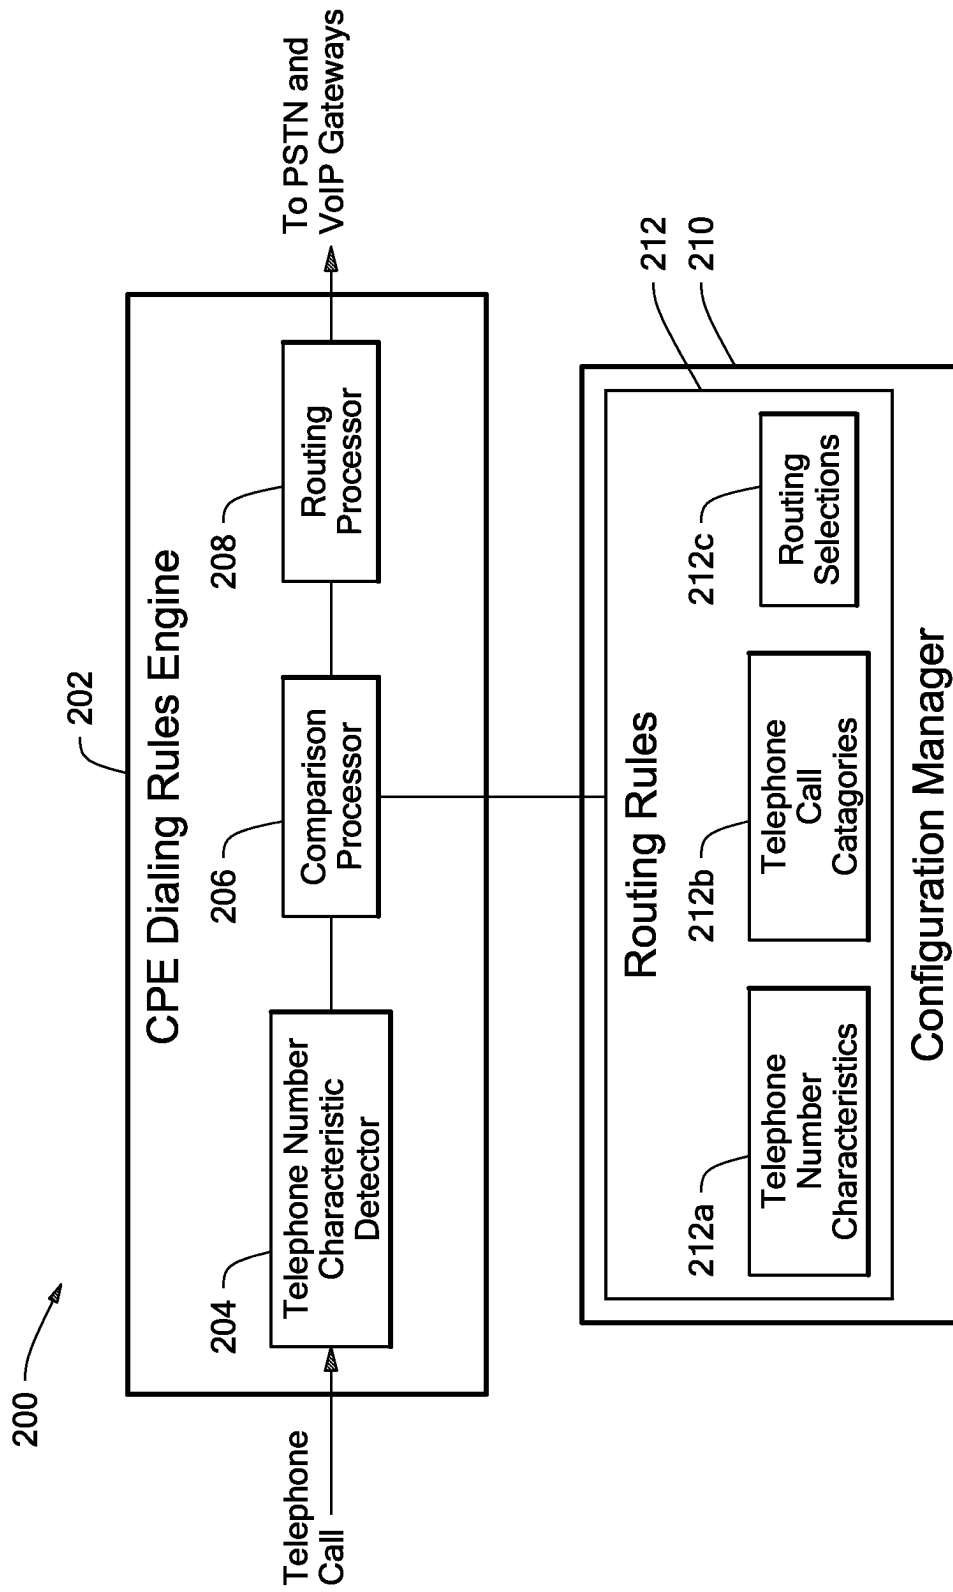 200
202
CPE Dialing Rules Engine
204
206
208
Telephone
Call
Telephone Number
Characteristic
Detector
Comparison
Processor
Routing
Processor
To PSTN and
VoIP Gateways
212
210
Routing Rules
212a
212b
212c
Telephone
Number
Characteristics
Telephone
Call
Catagories
Routing
Selections
Configuration Manager